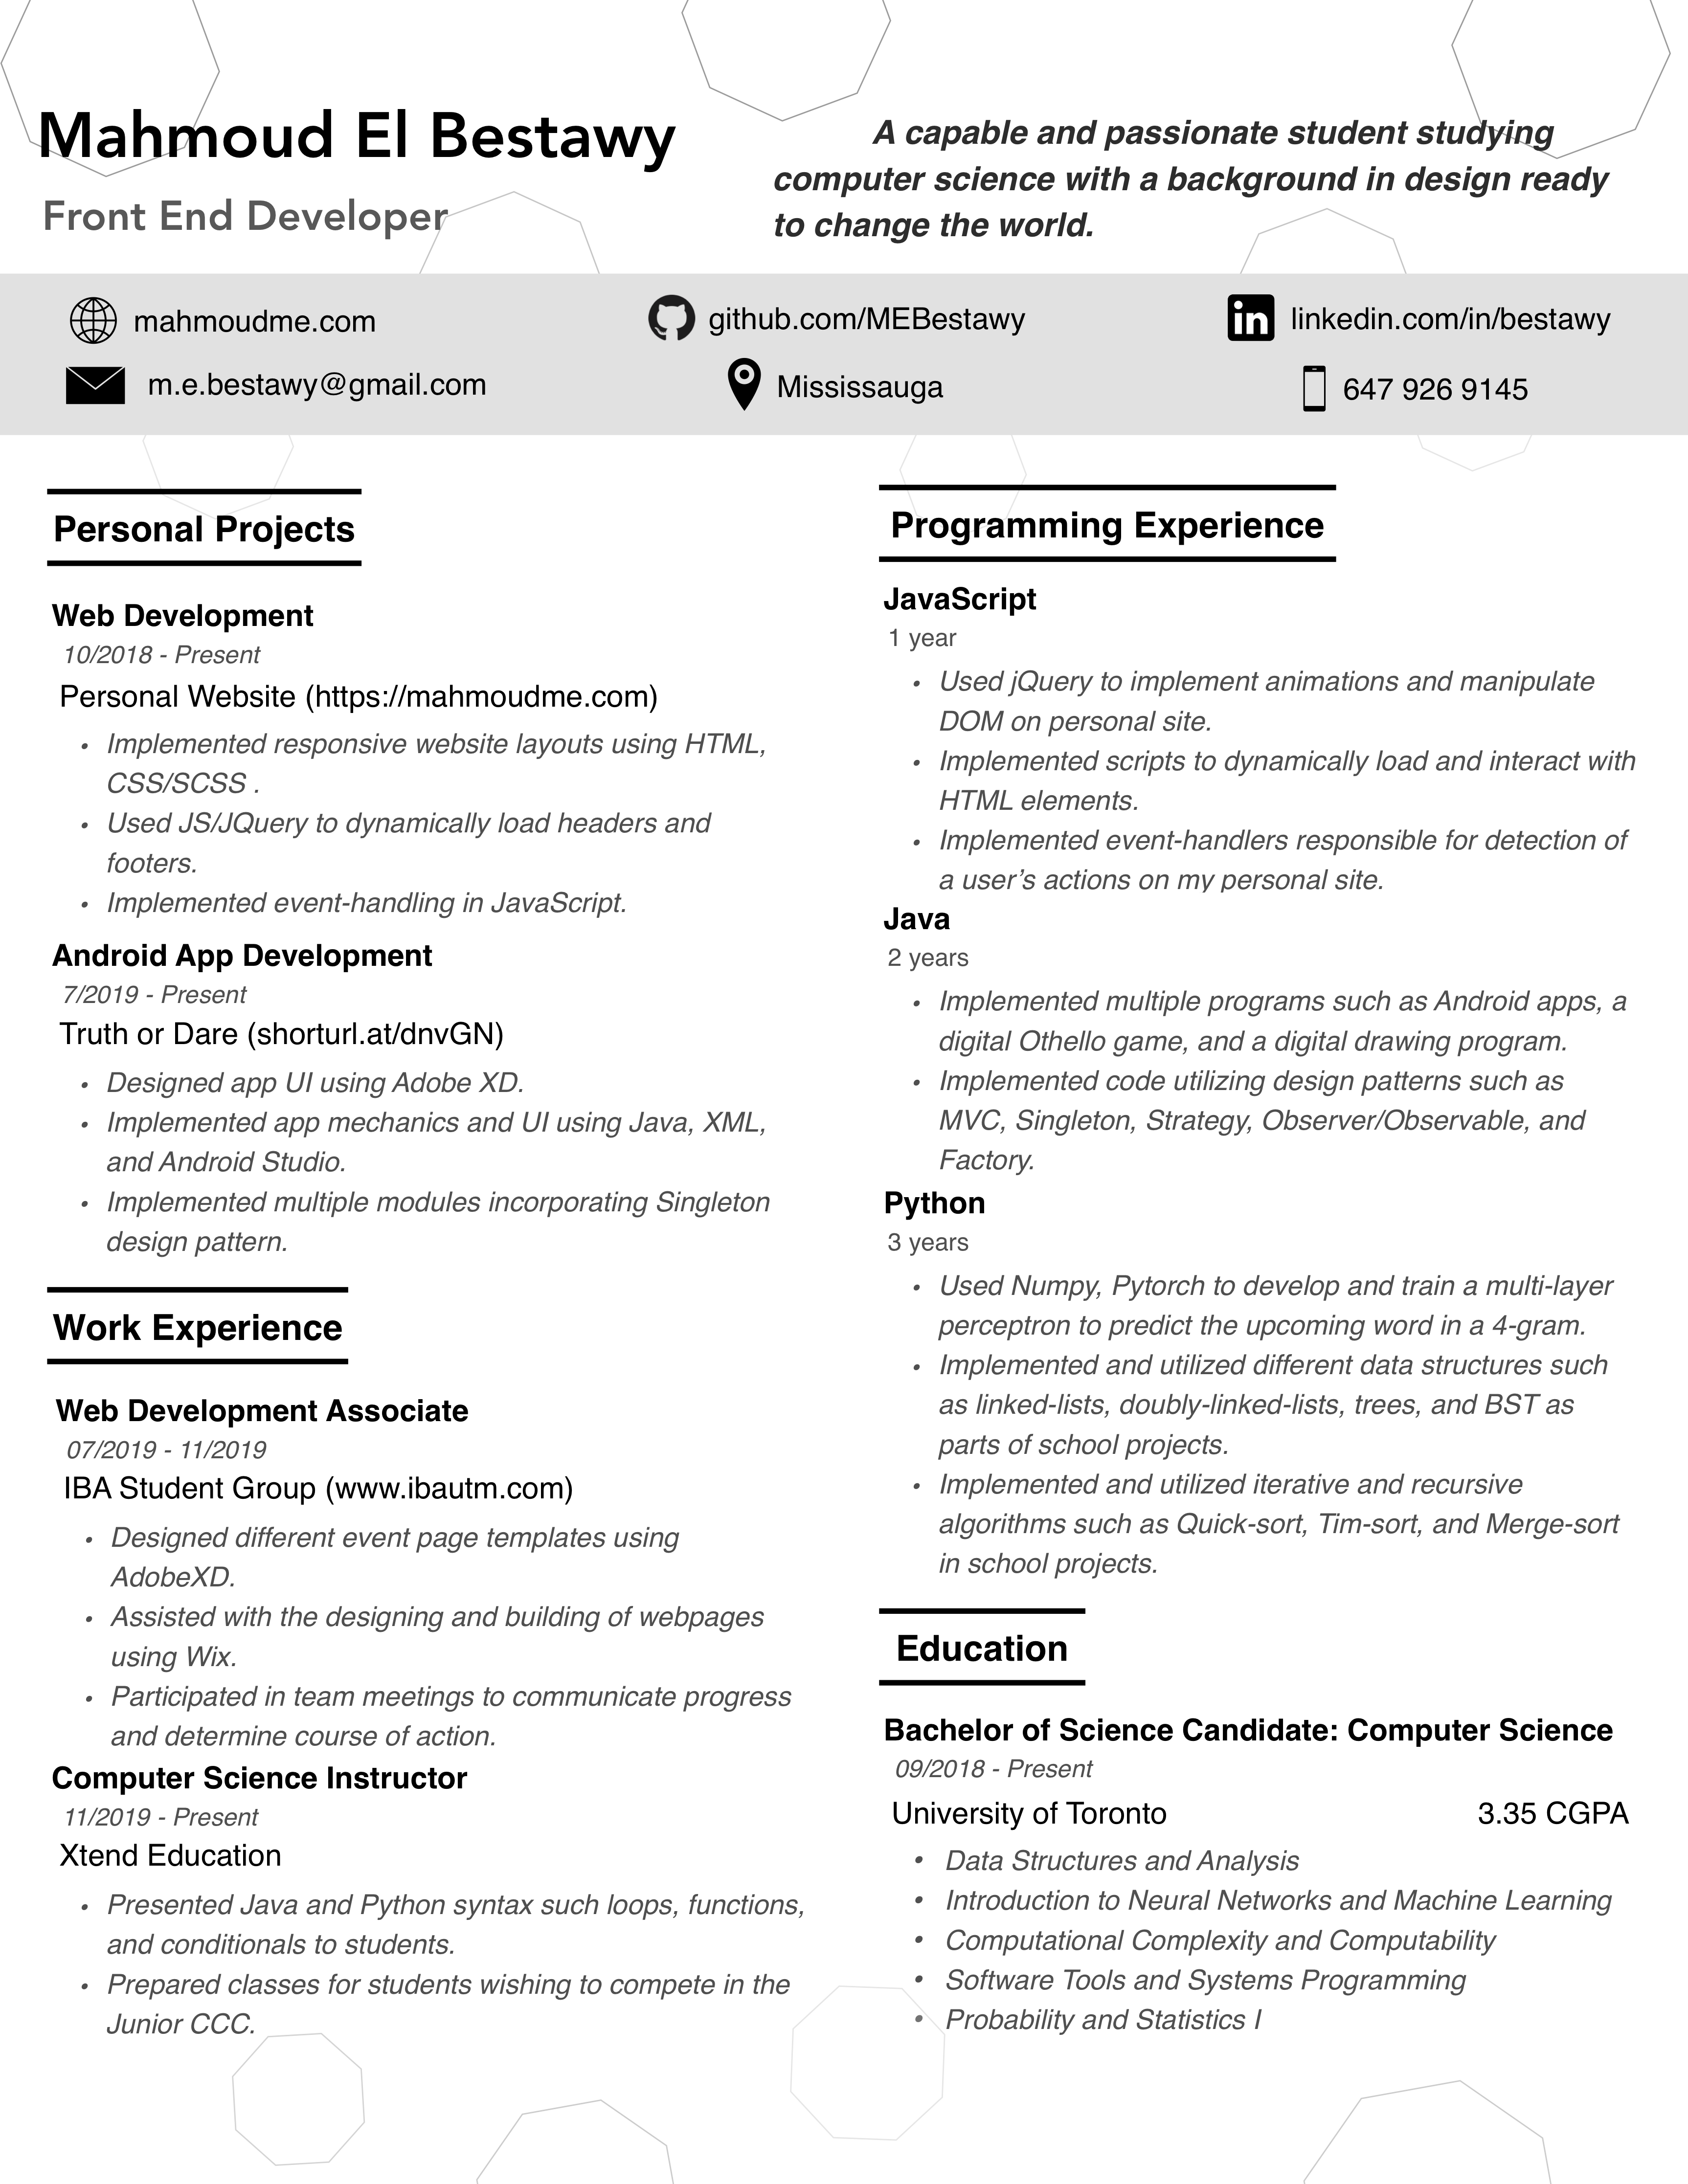 Mahmoud El Bestawy
Front End Developer
A capable and passionate student studying
computer science with a background in design ready
to change the world.
mahmoudme.com
github.com/MEBestawy
linkedin.com/in/bestawy
m.e.bestawy@gmail.com
Mississauga
647 926 9145
Personal Projects
Web Development
10/2018 - Present
Personal Website (https://mahmoudme.com)
• Implemented responsive website layouts using HTML,
CSS/SCSS .
• Used JS/JQuery to dynamically load headers and
footers.
• Implemented event-handling in JavaScript.
Android App Development
7/2019 - Present
Truth or Dare (shorturl.at/dnvGN)
• Designed app UI using Adobe XD.
• Implemented app mechanics and UI using Java, XML,
and Android Studio.
• Implemented multiple modules incorporating Singleton
design pattern.
Work Experience
Web Development Associate
07/2019 - 11/2019
IBA Student Group (www.ibautm.com)
• Designed different event page templates using
AdobeXD.
• Assisted with the designing and building of webpages
using Wix.
• Participated in team meetings to communicate progress
and determine course of action.
Computer Science Instructor
11/2019 - Present
Xtend Education
• Presented Java and Python syntax such loops, functions,
and conditionals to students.
• Prepared classes for students wishing to compete in the
Junior CCC.
Programming Experience
JavaScript
1 year
• Used jQuery to implement animations and manipulate
DOM on personal site.
• Implemented scripts to dynamically load and interact with
HTML elements.
• Implemented event-handlers responsible for detection of
a user’s actions on my personal site.
Java
2 years
• Implemented multiple programs such as Android apps, a
digital Othello game, and a digital drawing program.
• Implemented code utilizing design patterns such as
MVC, Singleton, Strategy, Observer/Observable, and
Factory.
Python
3 years
• Used Numpy, Pytorch to develop and train a multi-layer
perceptron to predict the upcoming word in a 4-gram.
• Implemented and utilized different data structures such
as linked-lists, doubly-linked-lists, trees, and BST as
parts of school projects.
• Implemented and utilized iterative and recursive
algorithms such as Quick-sort, Tim-sort, and Merge-sort
in school projects.
Education
Bachelor of Science Candidate: Computer Science
09/2018 - Present
University of Toronto 3.35 CGPA
• Data Structures and Analysis
• Introduction to Neural Networks and Machine Learning
• Computational Complexity and Computability
• Software Tools and Systems Programming
• Probability and Statistics I